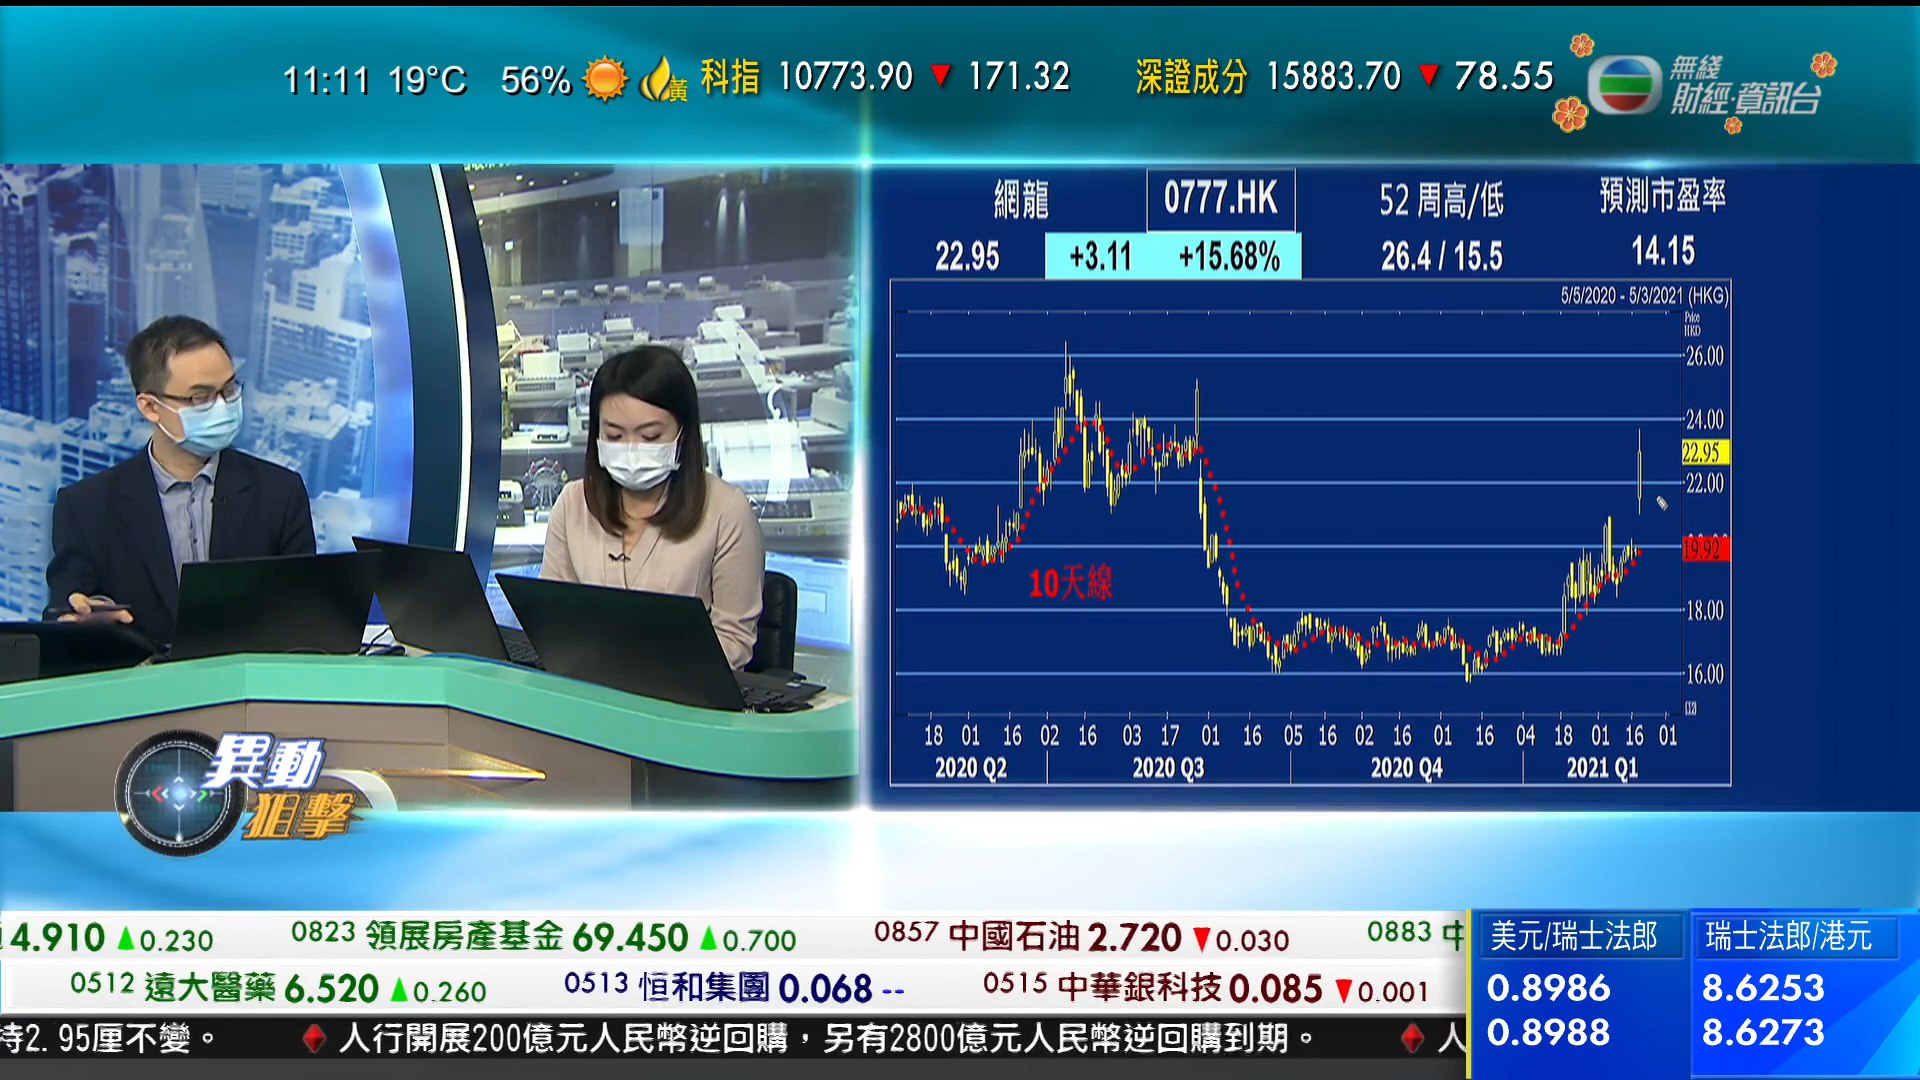 11:11 19°C 56% 黃 科指 10773.90 ▼ 171.32 深證成分 15883.70 ▼ 78.55
無綫
財經·資訊台
網龍 0777.HK 52 周高/低 預測市盈率
22.95 +3.11 +15.68% 26.4 / 15.5 14.15
5/5/2020 - 5/3/2021 (HKG)
Price
HKD
26.00
24.00
22.95
22.00
19.92
10天線
18.00
16.00
18 01 16 02 16 03 17 01 16 05 16 02 16 01 16 04 18 01 16 01
2020 Q2 2020 Q3 2020 Q4 2021 Q1
異動
狙擊
4.910 ▲0.230 0823 領展房產基金 69.450 ▲0.700 0857 中國石油 2.720 ▼0.030 0883 中
0512 遠大醫藥 6.520 ▲0.260 0513 恒和集團 0.068 -- 0515 中華銀科技 0.085 ▼0.001
持2.95厘不變。 ♦ 人行開展200億元人民幣逆回購，另有2800億元人民幣逆回購到期。 ♦ 人
美元/瑞士法郎 瑞士法郎/港元
0.8986 8.6253
0.8988 8.6273